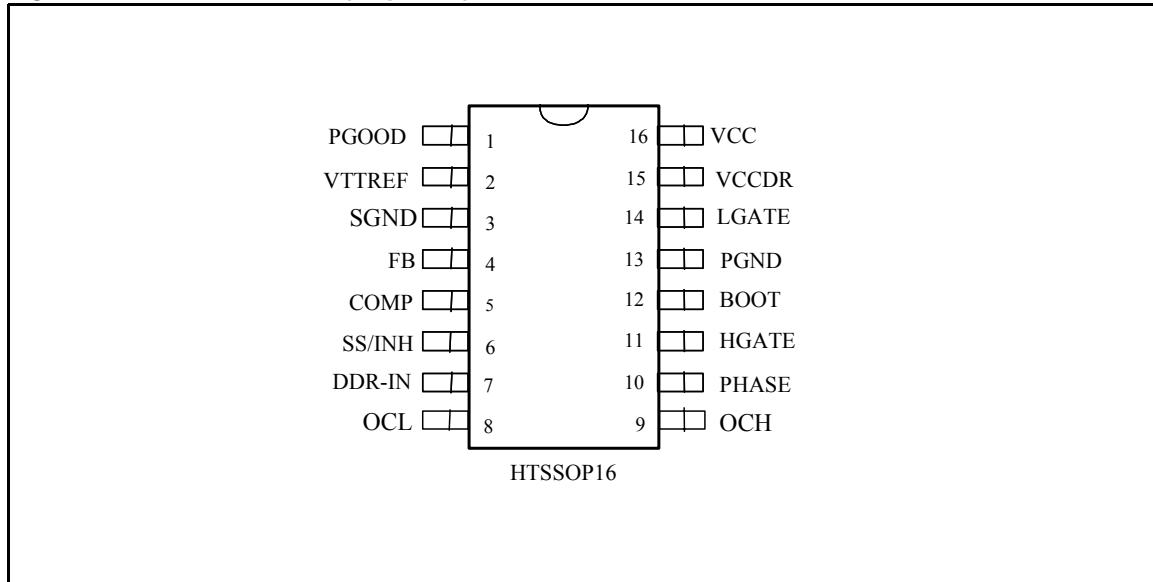 PGOOD 1 16 VCC
VTTREF 2 15 VCCDR
SGND 3 14 LGATE
FB 4 13 PGND
COMP 5 12 BOOT
SS/INH 6 11 HGATE
DDR-IN 7 10 PHASE
OCL 8 9 OCH
HTSSOP16